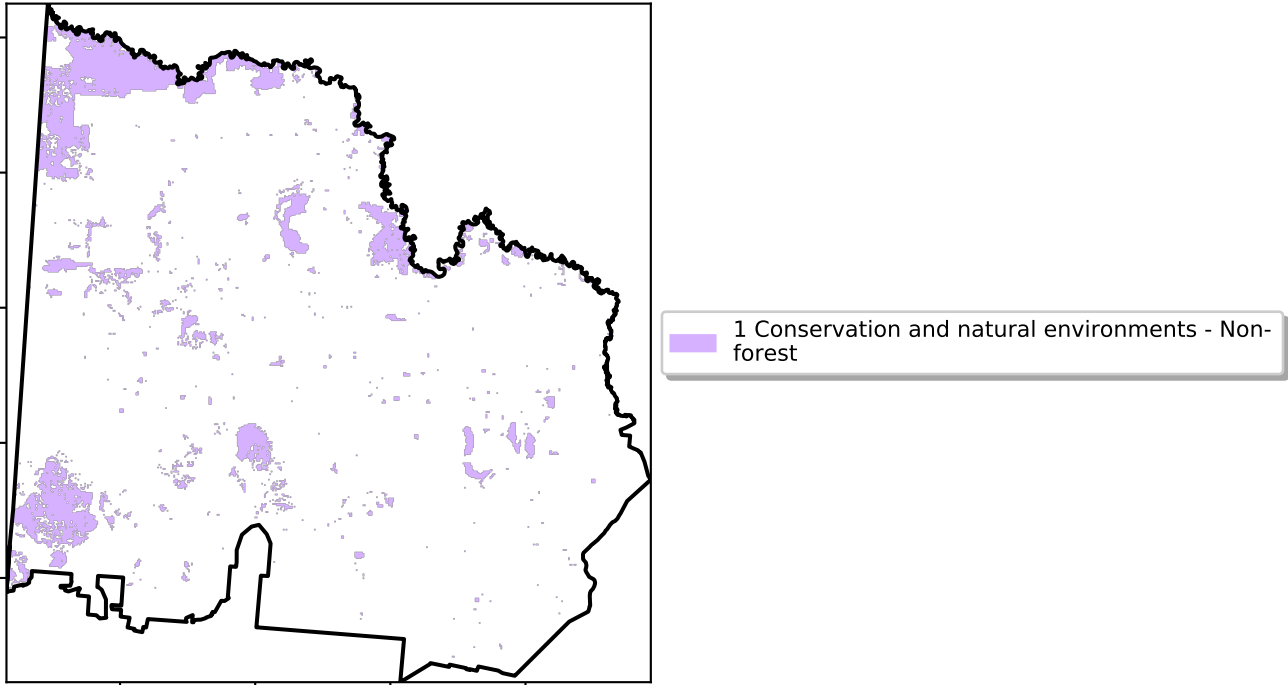 1 Conservation and natural environments - Non-
forest